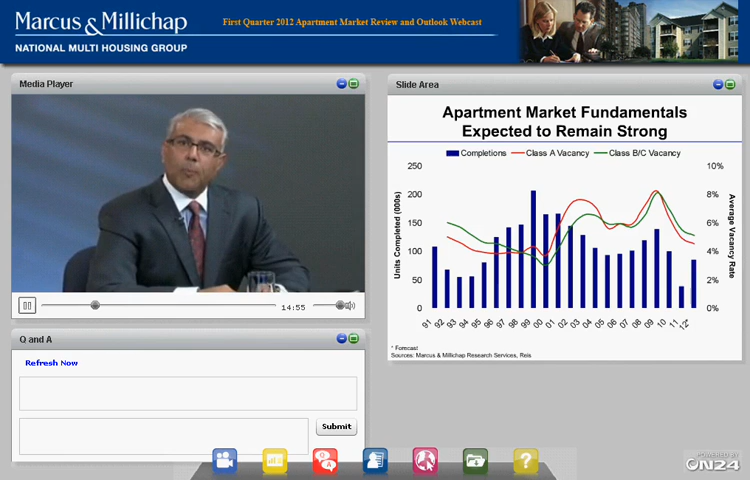 Marcus & Millichap
NATIONAL MULTI HOUSING GROUP
First Quarter 2012 Apartment Market Review and Outlook Webcast
Media Player
14:55
Q and A
Refresh Now
Submit
Slide Area
Apartment Market Fundamentals
Expected to Remain Strong
Completions Class A Vacancy Class B/C Vacancy
Units Completed (000s)
250
200
150
100
50
0
10%
8%
6%
4%
2%
0%
Average Vacancy Rate
91 92 93 94 95 96 97 98 99 00 01 02 03 04 05 06 07 08 09 10 11 12*
* Forecast
Sources: Marcus & Millichap Research Services, Reis
Q A
?
POWERED BY
ON24